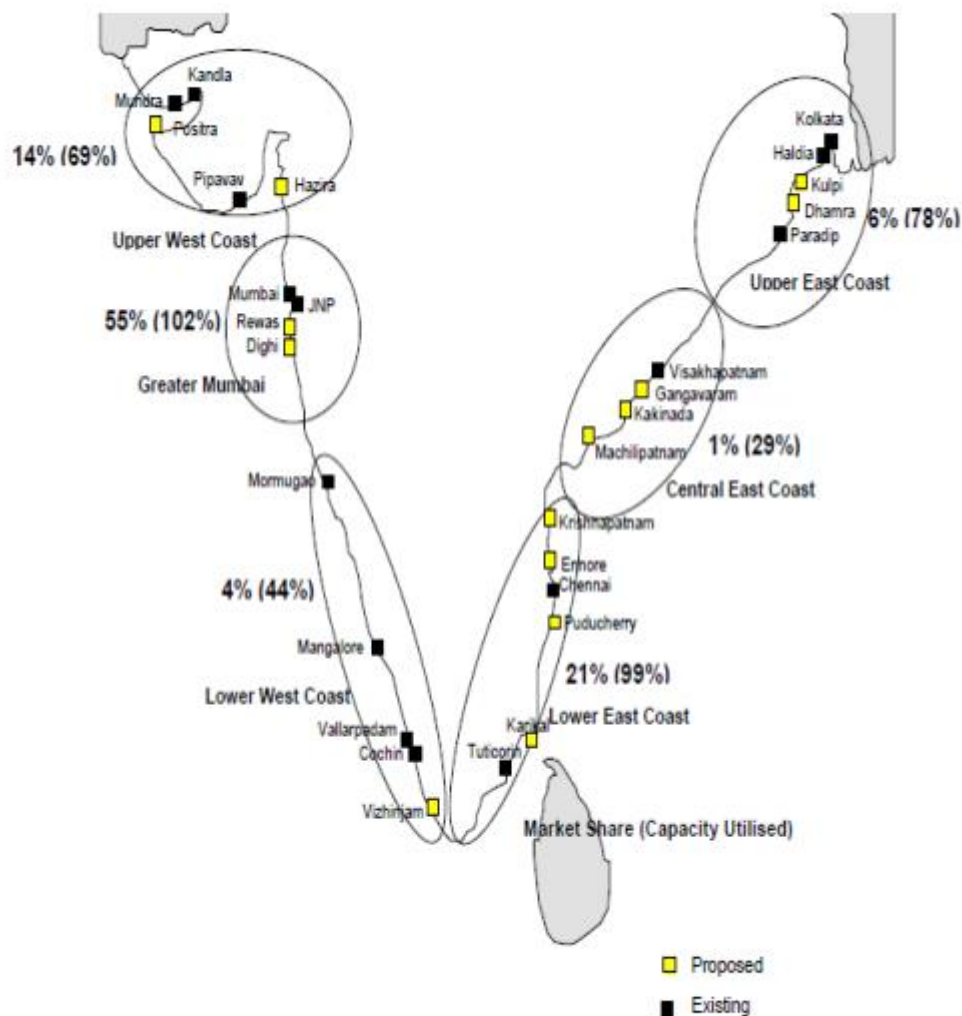 Kandla
Mundra
Positra
14% (69%)
Pipavav
Hazira
Upper West Coast
Kolkata
Haldia
Kulpi
Dhamra
6% (78%)
Paradip
Upper East Coast
Mumbai
JNP
55% (102%)
Rewas
Dighi
Greater Mumbai
Visakhapatnam
Gangavaram
Kakinada
Machilipatnam
1% (29%)
Central East Coast
Mormugao
Krishnapatnam
Ennore
Chennai
Puducherry
4% (44%)
Mangalore
21% (99%)
Lower West Coast
Lower East Coast
Vallarpadam
Cochin
Karikal
Tuticorin
Vizhinjam
Market Share (Capacity Utilised)
Proposed
Existing